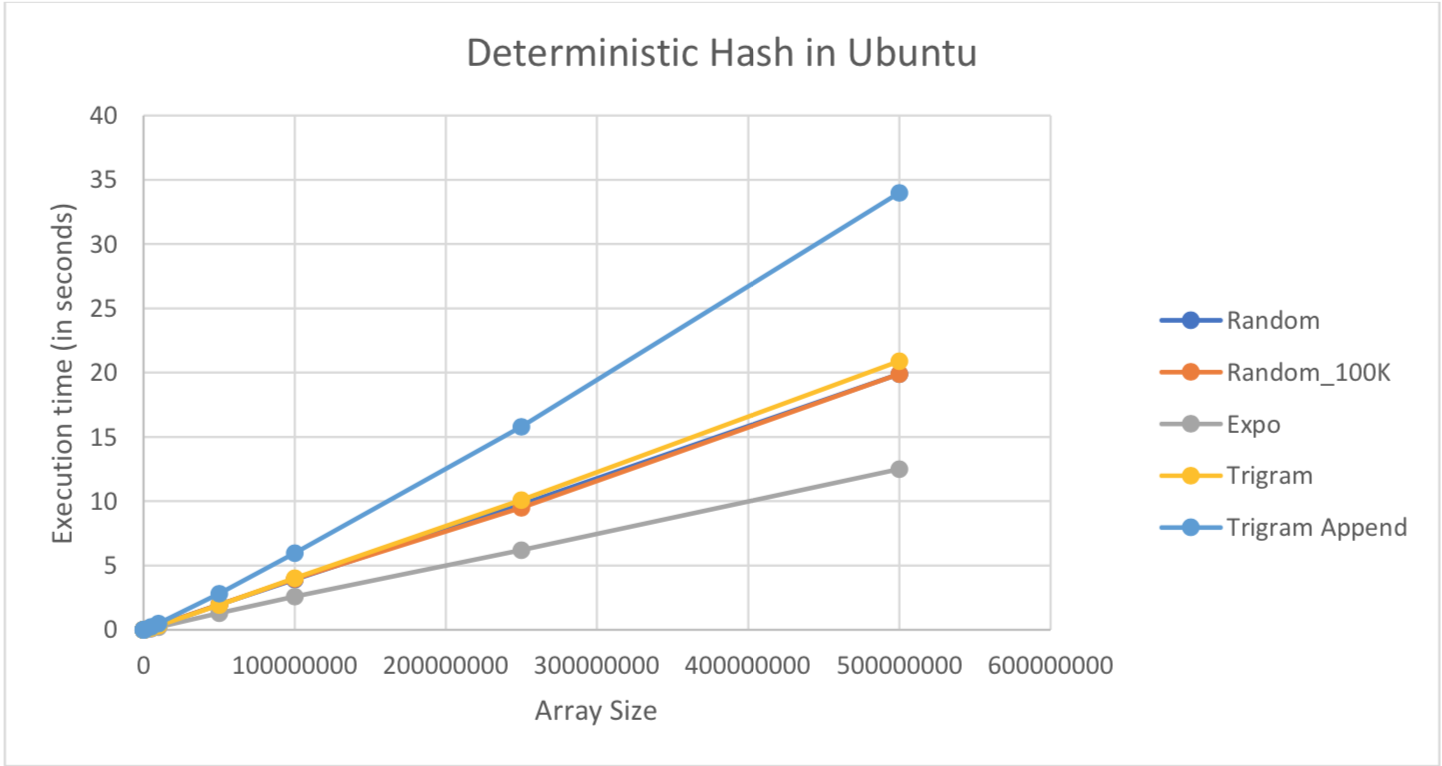 Deterministic Hash in Ubuntu
40
35
30
25
20
15
10
5
0
Execution time (in seconds)
0 100000000 200000000 300000000 400000000 500000000 600000000
Array Size
Random
Random_100K
Expo
Trigram
Trigram Append